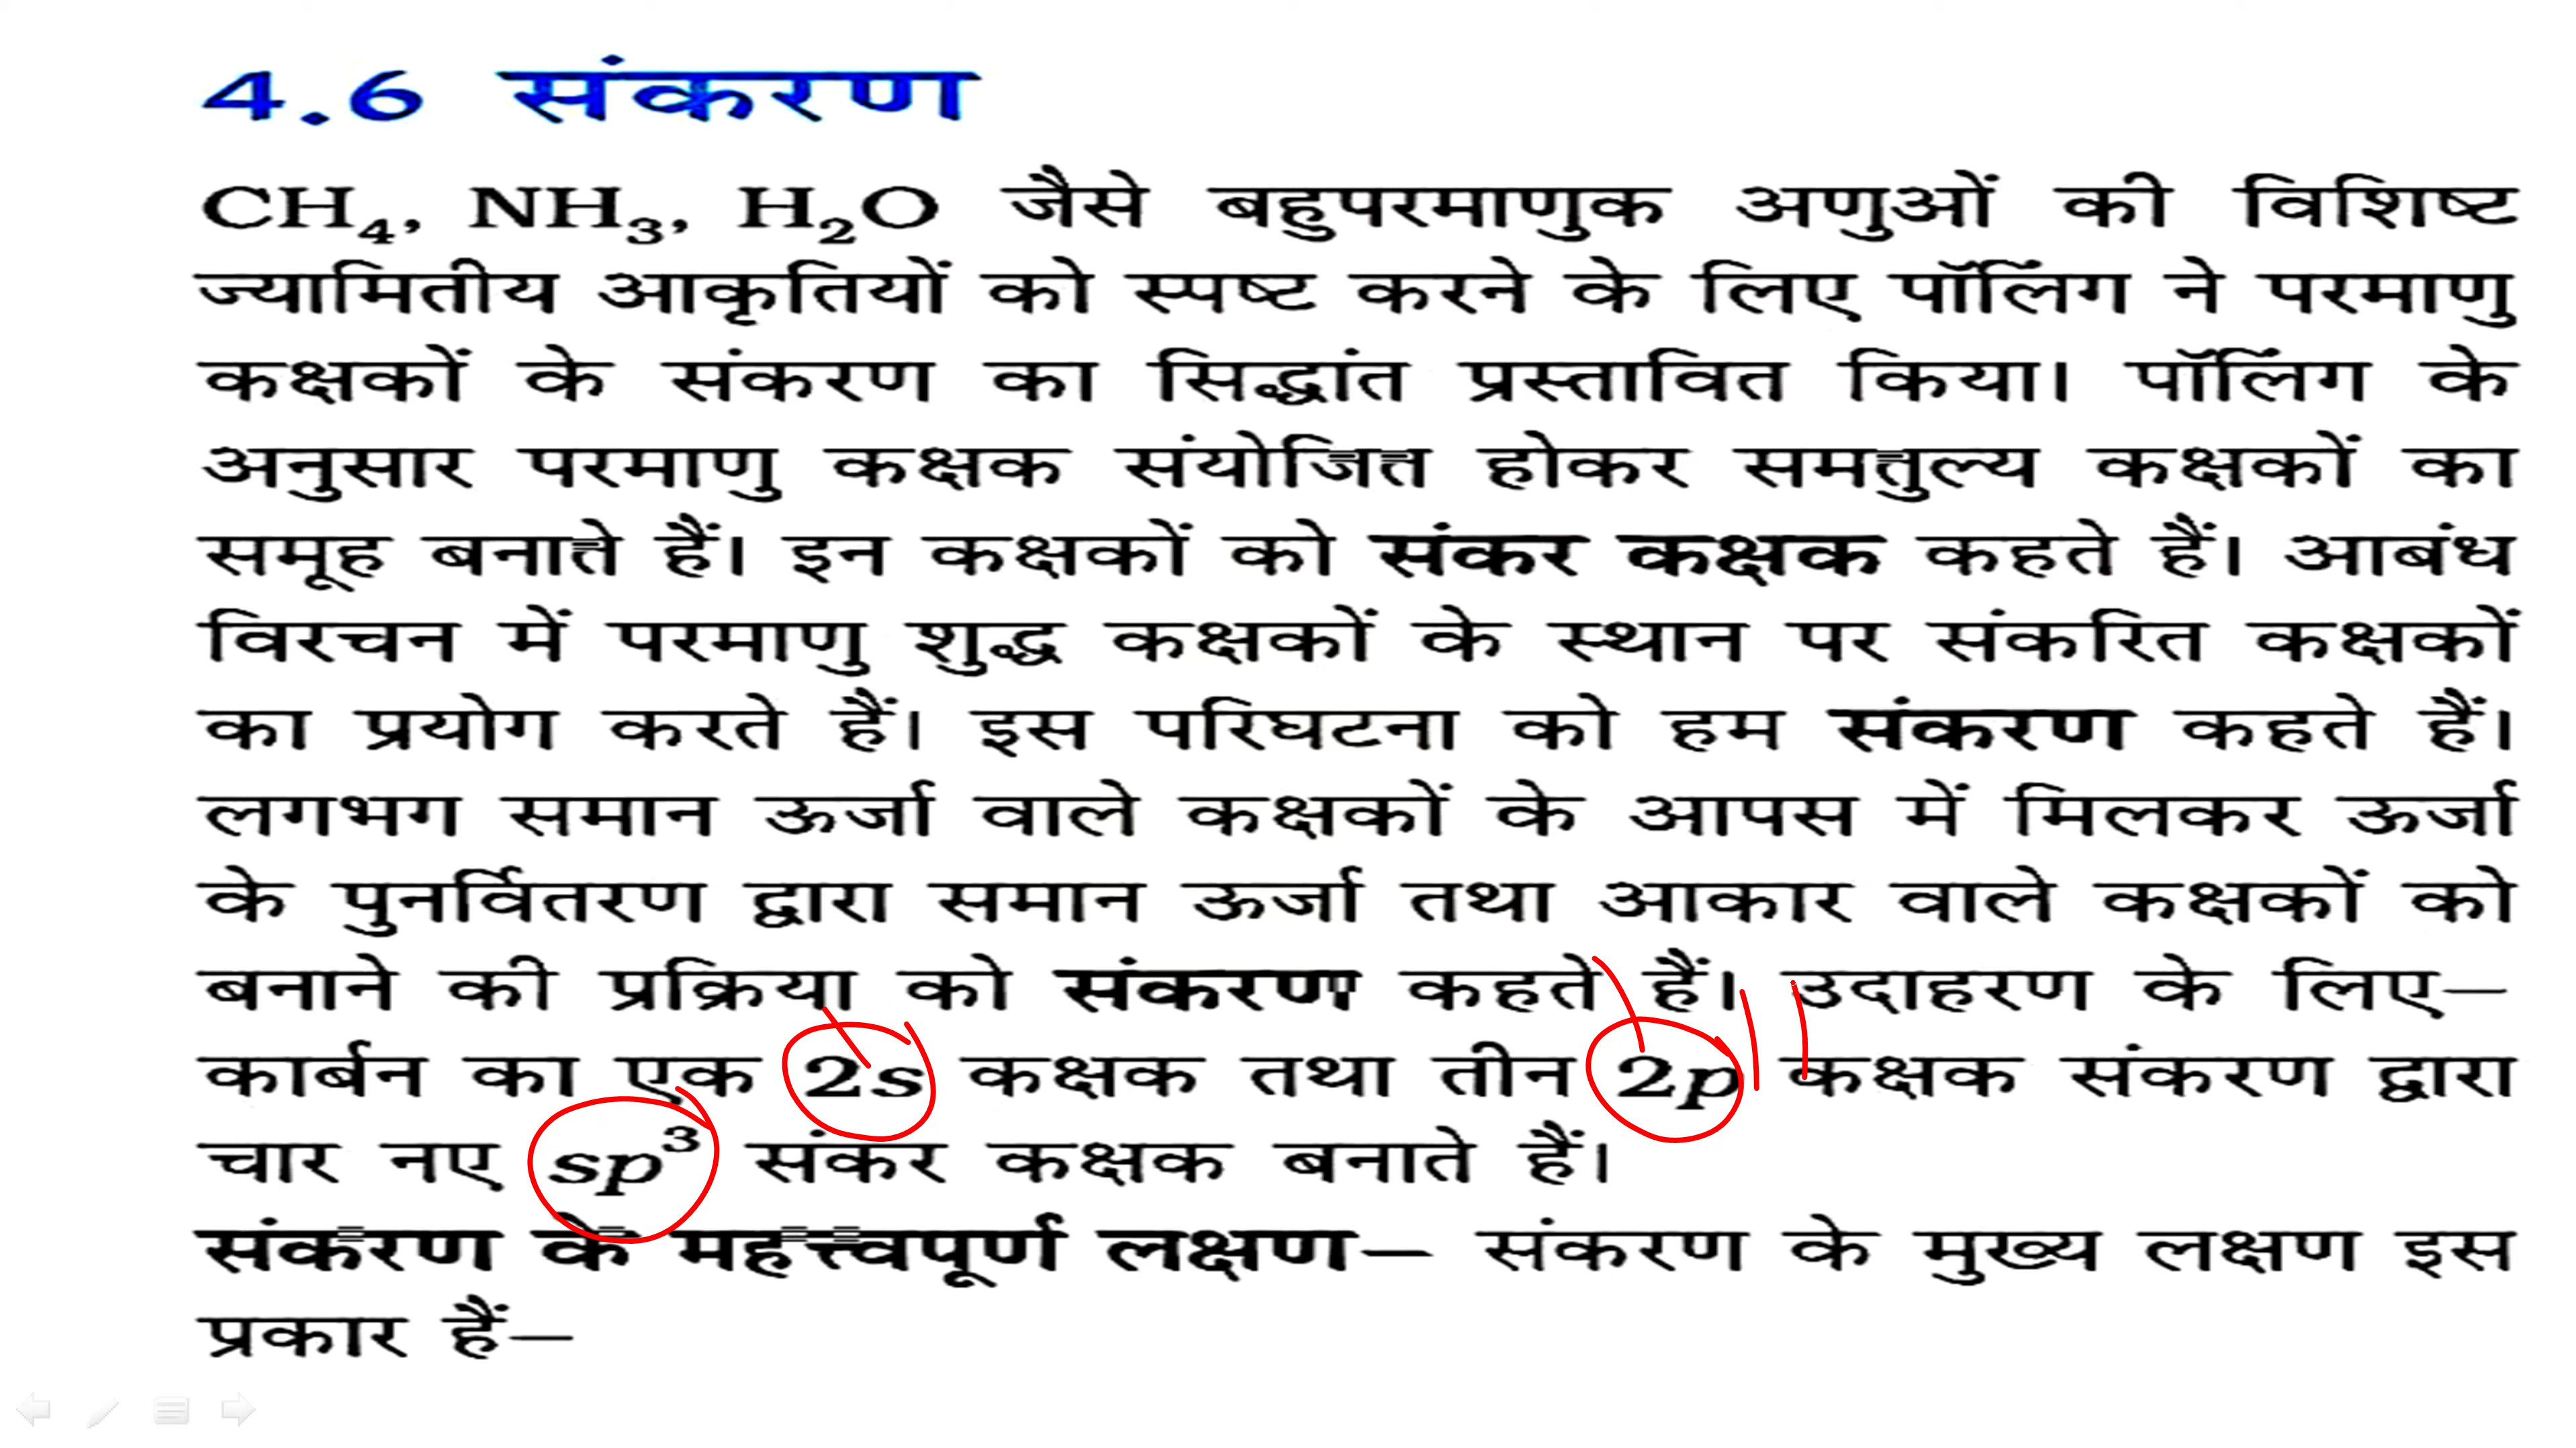 4.6 संकरण
CH₄, NH₃, H₂O जैसे बहुपरमाणुक अणुओं की विशिष्ट
ज्यामितीय आकृतियों को स्पष्ट करने के लिए पॉलिंग ने परमाणु
कक्षकों के संकरण का सिद्धांत प्रस्तावित किया। पॉलिंग के
अनुसार परमाणु कक्षक संयोजित होकर समतुल्य कक्षकों का
समूह बनाते हैं। इन कक्षकों को संकर कक्षक कहते हैं। आबंध
विरचन में परमाणु शुद्ध कक्षकों के स्थान पर संकरित कक्षकों
का प्रयोग करते हैं। इस परिघटना को हम संकरण कहते हैं।
लगभग समान ऊर्जा वाले कक्षकों के आपस में मिलकर ऊर्जा
के पुनर्वितरण द्वारा समान ऊर्जा तथा आकार वाले कक्षकों को
बनाने की प्रक्रिया को संकरण कहते हैं। उदाहरण के लिए–
कार्बन का एक 2s कक्षक तथा तीन 2p कक्षक संकरण द्वारा
चार नए sp³ संकर कक्षक बनाते हैं।
संकरण के महत्त्वपूर्ण लक्षण– संकरण के मुख्य लक्षण इस
प्रकार हैं–